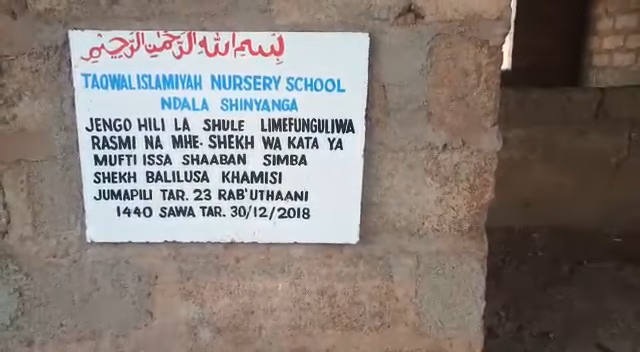 بسم الله الرحمن الرحيم
TAQWALISLAMIYAH NURSERY SCHOOL
NDALA SHINYANGA
JENGO HILI LA SHULE LIMEFUNGULIWA
RASMI NA MHE. SHEKH WA KATA YA
MUFTI ISSA SHAABAN SIMBA
SHEKH BALILUSA KHAMISI
JUMAPILI TAR. 23 RAB'UTHAANI
1440 SAWA TAR. 30/12/2018